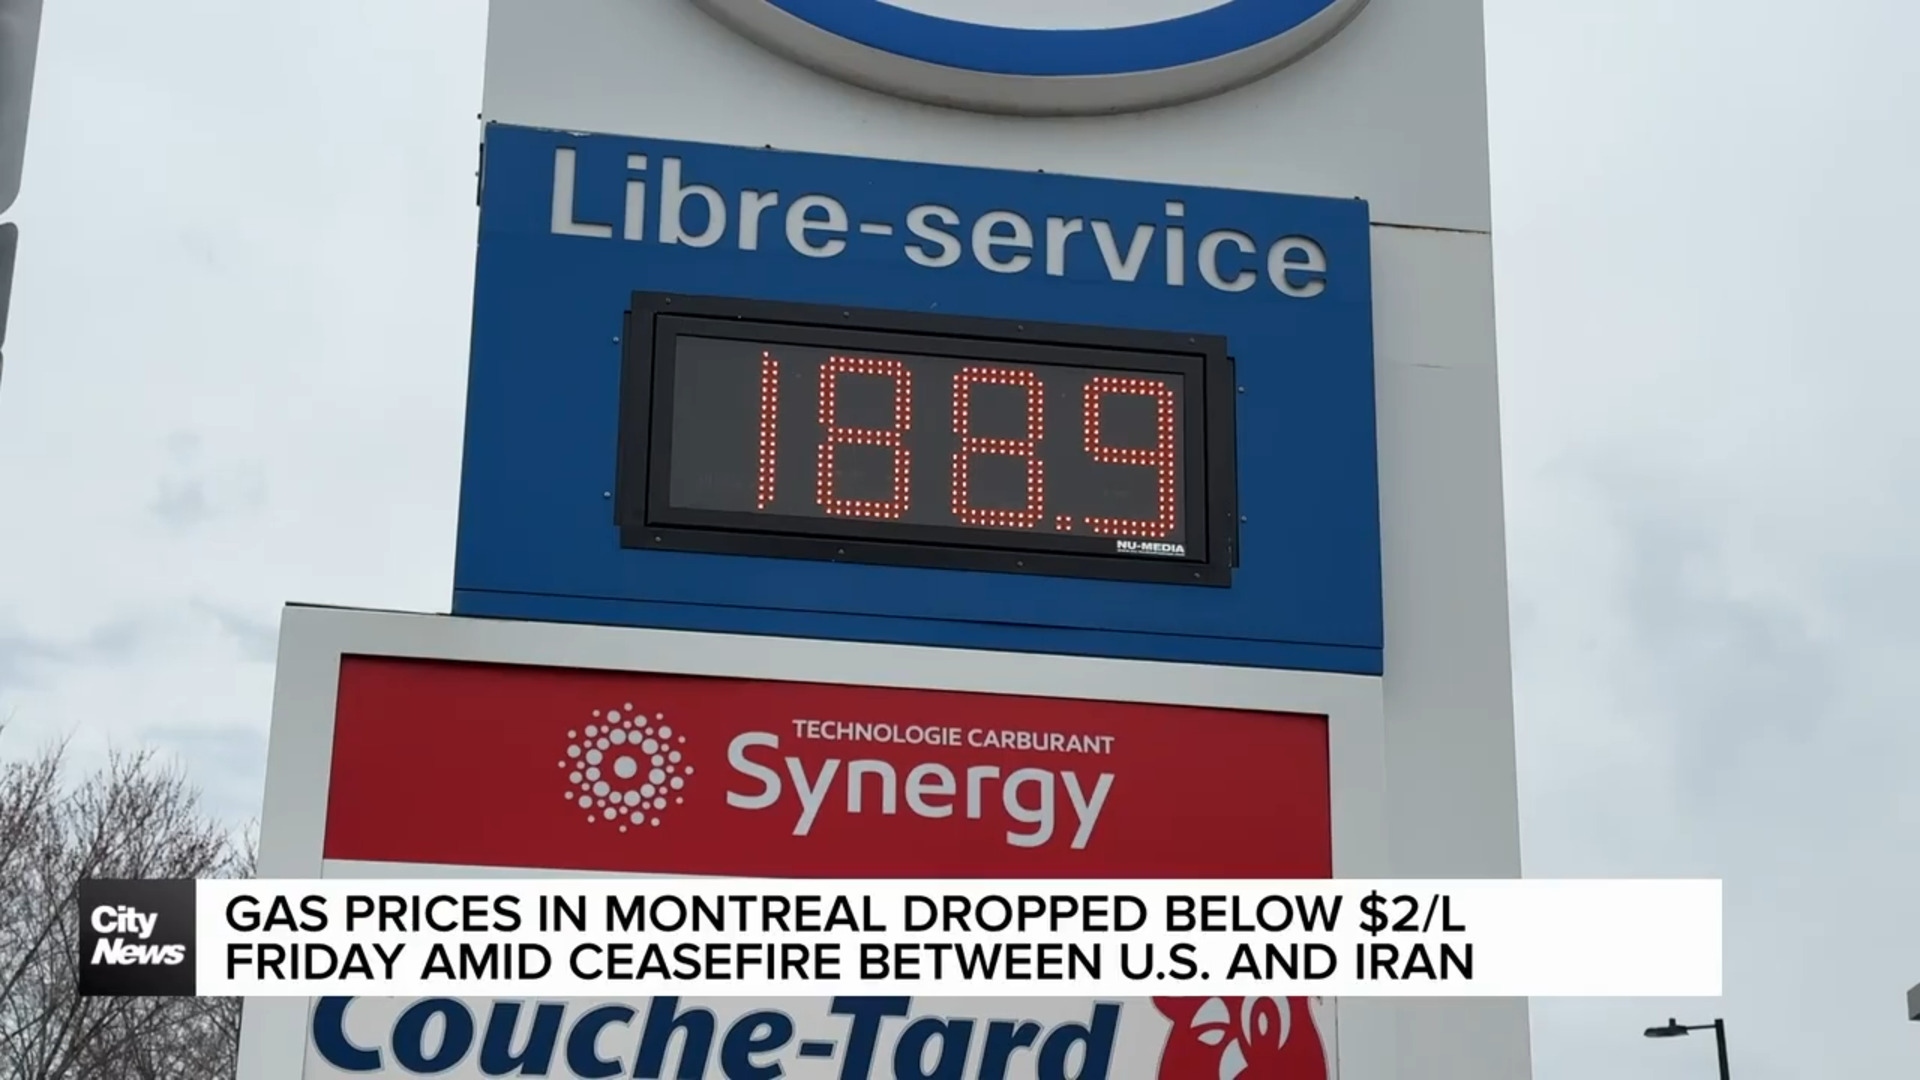 Libre-service
188.9
NU-MEDIA
TECHNOLOGIE CARBURANT
Synergy
City
News
GAS PRICES IN MONTREAL DROPPED BELOW $2/L
FRIDAY AMID CEASEFIRE BETWEEN U.S. AND IRAN
Couche-Tard